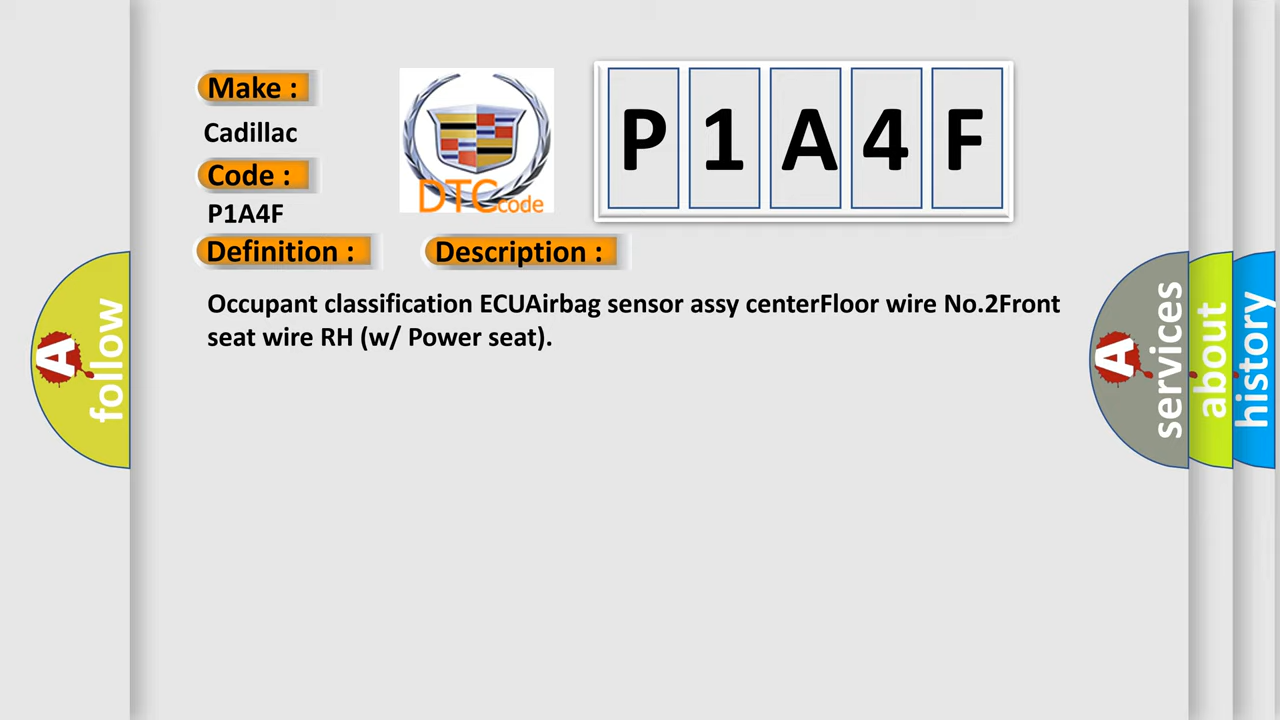 Make :
Cadillac
Code :
P1A4F
DTC code
P 1 A 4 F
Definition :
Description :
Occupant classification ECUAirbag sensor assy centerFloor wire No.2Front
seat wire RH (w/ Power seat).
A follow
A services
about
history